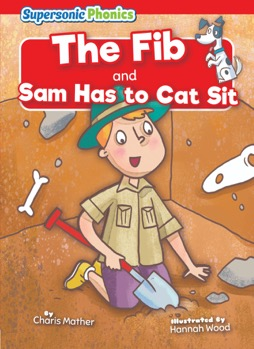 Supersonic Phonics
The Fib
and
Sam Has to Cat Sit
By
Charis Mather
Illustrated By
Hannah Wood